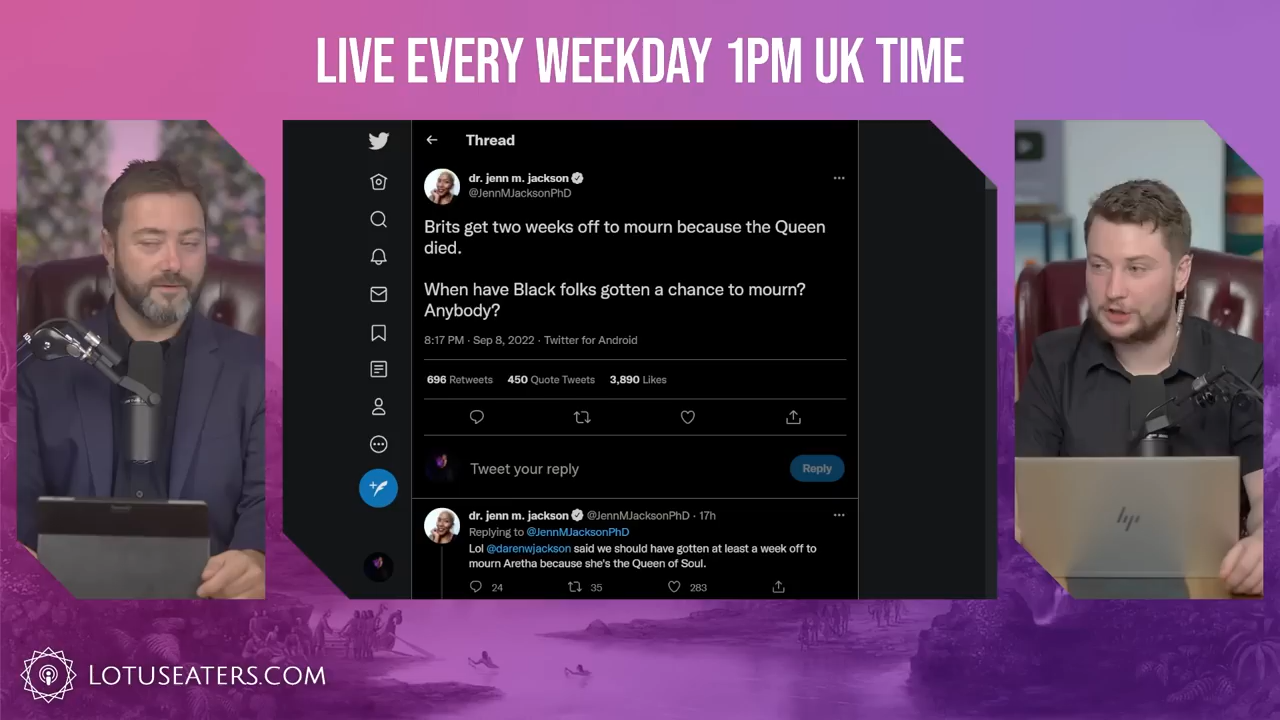 LIVE EVERY WEEKDAY 1PM UK TIME
Thread
dr. jenn m. jackson
@JennMJacksonPhD
Brits get two weeks off to mourn because the Queen
died.
When have Black folks gotten a chance to mourn?
Anybody?
8:17 PM · Sep 8, 2022 · Twitter for Android
696 Retweets 450 Quote Tweets 3,890 Likes
Tweet your reply
Reply
dr. jenn m. jackson @JennMJacksonPhD · 17h
Replying to @JennMJacksonPhD
Lol @darenwjackson said we should have gotten at least a week off to
mourn Aretha because she's the Queen of Soul.
24 35 283
hp
LOTUSEATERS.COM